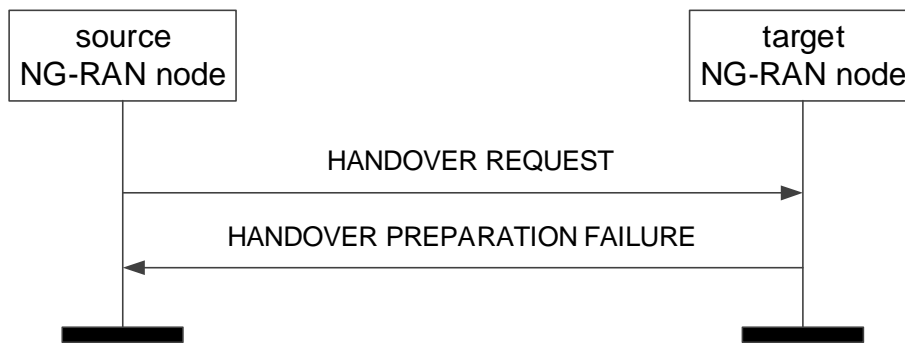 source
NG-RAN node
target
NG-RAN node
HANDOVER REQUEST
HANDOVER PREPARATION FAILURE